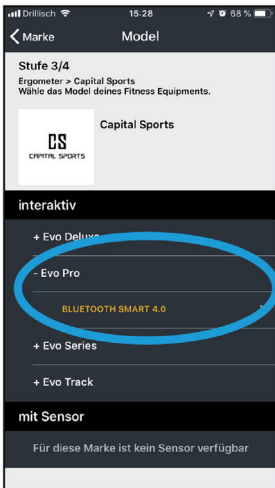 Drillisch 15:28 68 %
Marke Model
Stufe 3/4
Ergometer > Capital Sports
Wähle das Model deines Fitness Equipments.
Capital Sports
CS
CAPITAL SPORTS
interaktiv
+ Evo Deluxe
- Evo Pro
BLUETOOTH SMART 4.0
+ Evo Series
+ Evo Track
mit Sensor
Für diese Marke ist kein Sensor verfügbar